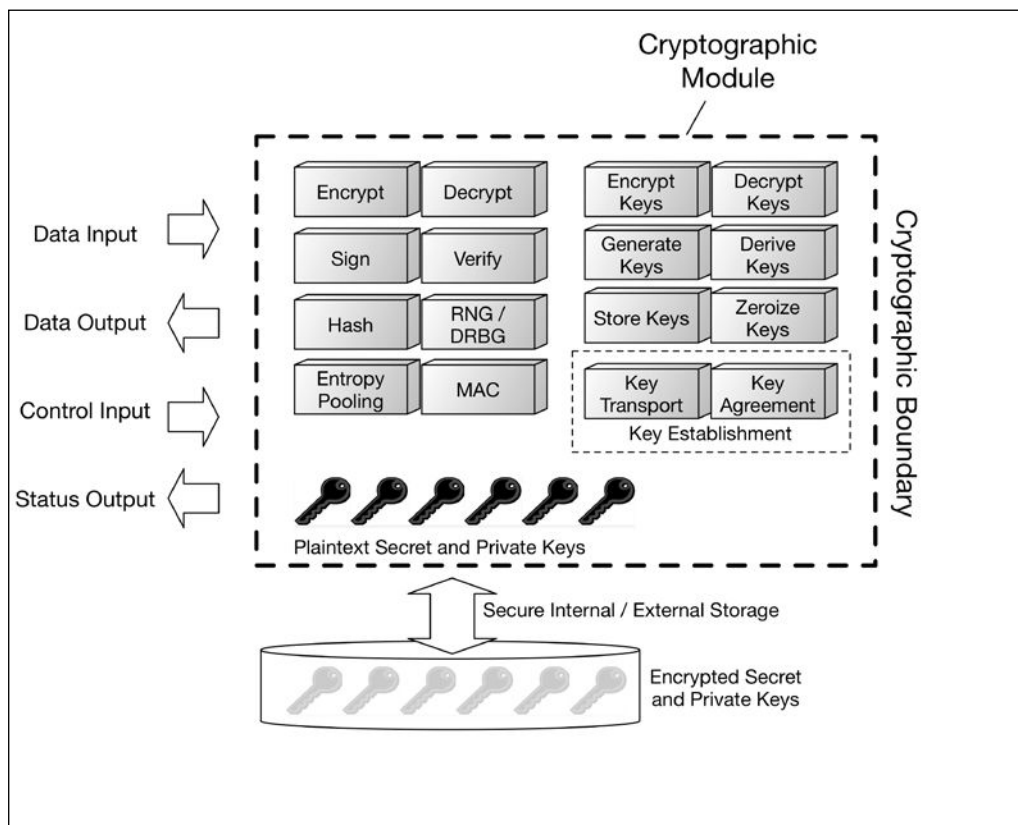 Cryptographic
Module
Encrypt
Decrypt
Encrypt
Keys
Decrypt
Keys
Data Input
Sign
Verify
Generate
Keys
Derive
Keys
Data Output
Hash
RNG /
DRBG
Store Keys
Zeroize
Keys
Control Input
Entropy
Pooling
MAC
Key
Transport
Key
Agreement
Key Establishment
Status Output
Plaintext Secret and Private Keys
Cryptographic Boundary
Secure Internal / External Storage
Encrypted Secret
and Private Keys